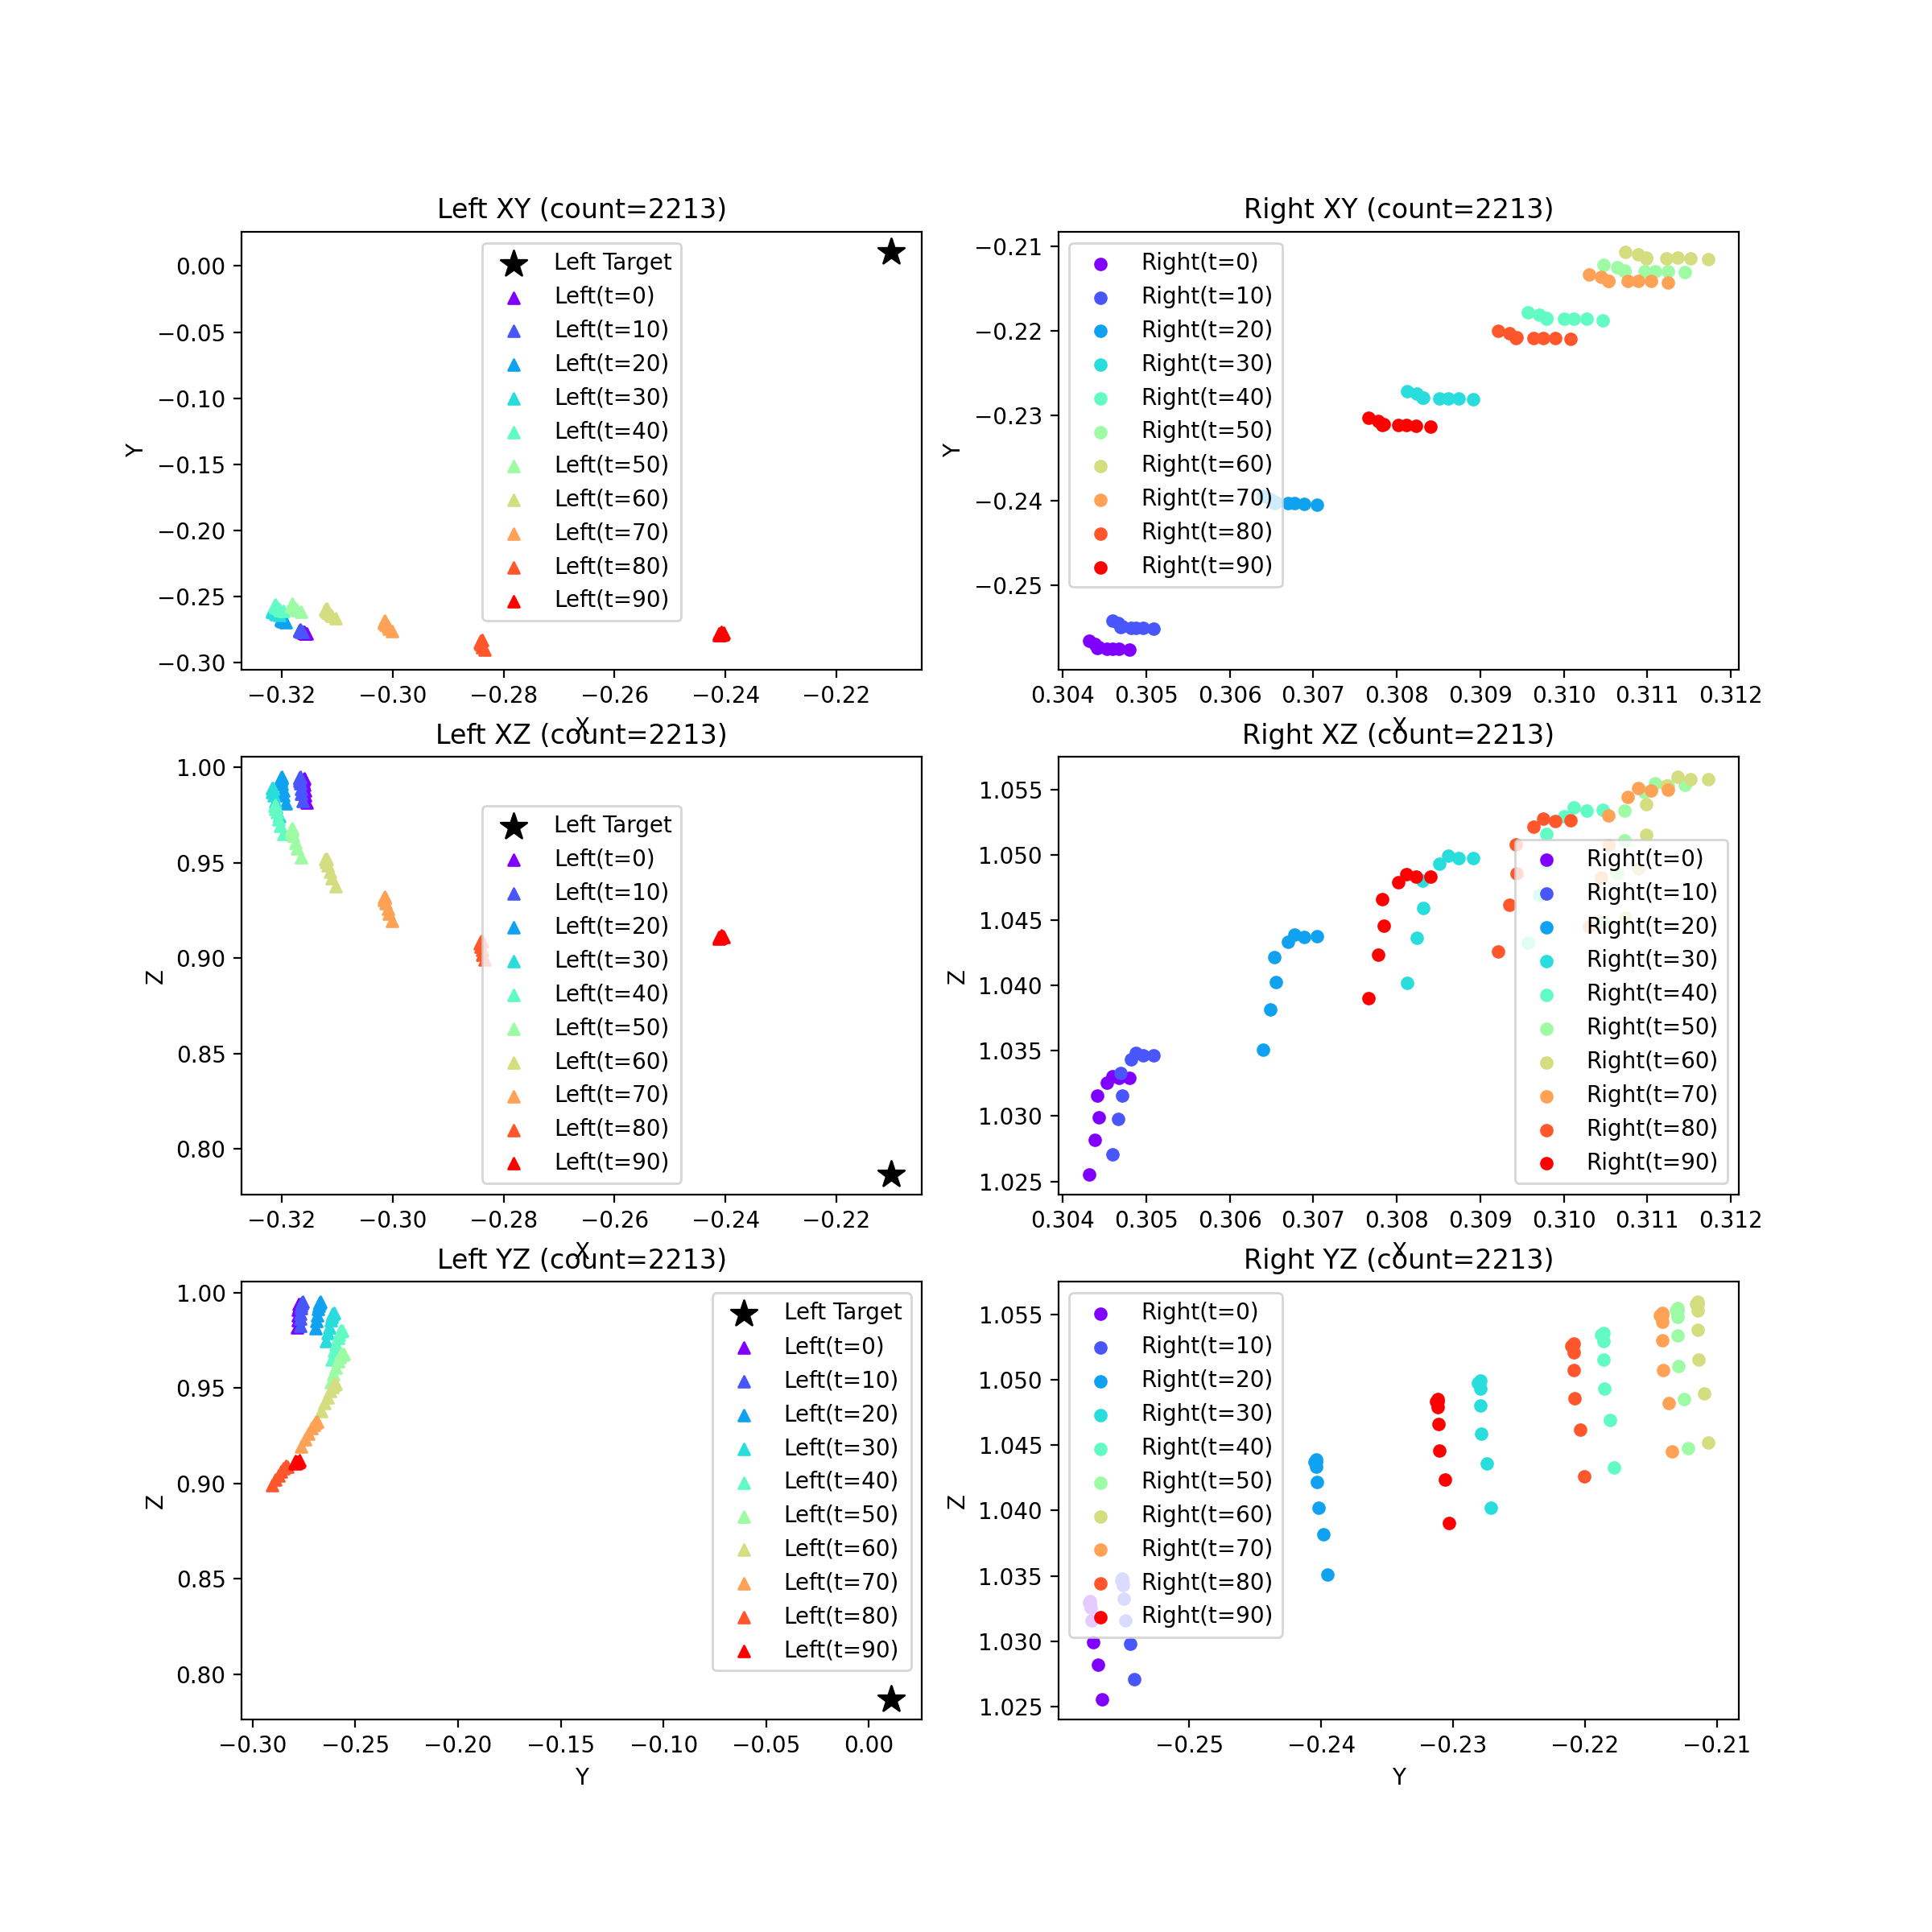 Left XY (count=2213)
Y
0.00
−0.05
−0.10
−0.15
−0.20
−0.25
−0.30
Left Target
Left(t=0)
Left(t=10)
Left(t=20)
Left(t=30)
Left(t=40)
Left(t=50)
Left(t=60)
Left(t=70)
Left(t=80)
Left(t=90)
−0.32 −0.30 −0.28 −0.26 −0.24 −0.22
X
Right XY (count=2213)
Y
−0.21
−0.22
−0.23
−0.24
−0.25
Right(t=0)
Right(t=10)
Right(t=20)
Right(t=30)
Right(t=40)
Right(t=50)
Right(t=60)
Right(t=70)
Right(t=80)
Right(t=90)
0.304 0.305 0.306 0.307 0.308 0.309 0.310 0.311 0.312
X
Left XZ (count=2213)
Z
1.00
0.95
0.90
0.85
0.80
Left Target
Left(t=0)
Left(t=10)
Left(t=20)
Left(t=30)
Left(t=40)
Left(t=50)
Left(t=60)
Left(t=70)
Left(t=80)
Left(t=90)
−0.32 −0.30 −0.28 −0.26 −0.24 −0.22
X
Right XZ (count=2213)
Z
1.055
1.050
1.045
1.040
1.035
1.030
1.025
Right(t=0)
Right(t=10)
Right(t=20)
Right(t=30)
Right(t=40)
Right(t=50)
Right(t=60)
Right(t=70)
Right(t=80)
Right(t=90)
0.304 0.305 0.306 0.307 0.308 0.309 0.310 0.311 0.312
X
Left YZ (count=2213)
Z
1.00
0.95
0.90
0.85
0.80
Left Target
Left(t=0)
Left(t=10)
Left(t=20)
Left(t=30)
Left(t=40)
Left(t=50)
Left(t=60)
Left(t=70)
Left(t=80)
Left(t=90)
−0.30 −0.25 −0.20 −0.15 −0.10 −0.05 0.00
Y
Right YZ (count=2213)
Z
1.055
1.050
1.045
1.040
1.035
1.030
1.025
Right(t=0)
Right(t=10)
Right(t=20)
Right(t=30)
Right(t=40)
Right(t=50)
Right(t=60)
Right(t=70)
Right(t=80)
Right(t=90)
−0.25 −0.24 −0.23 −0.22 −0.21
Y